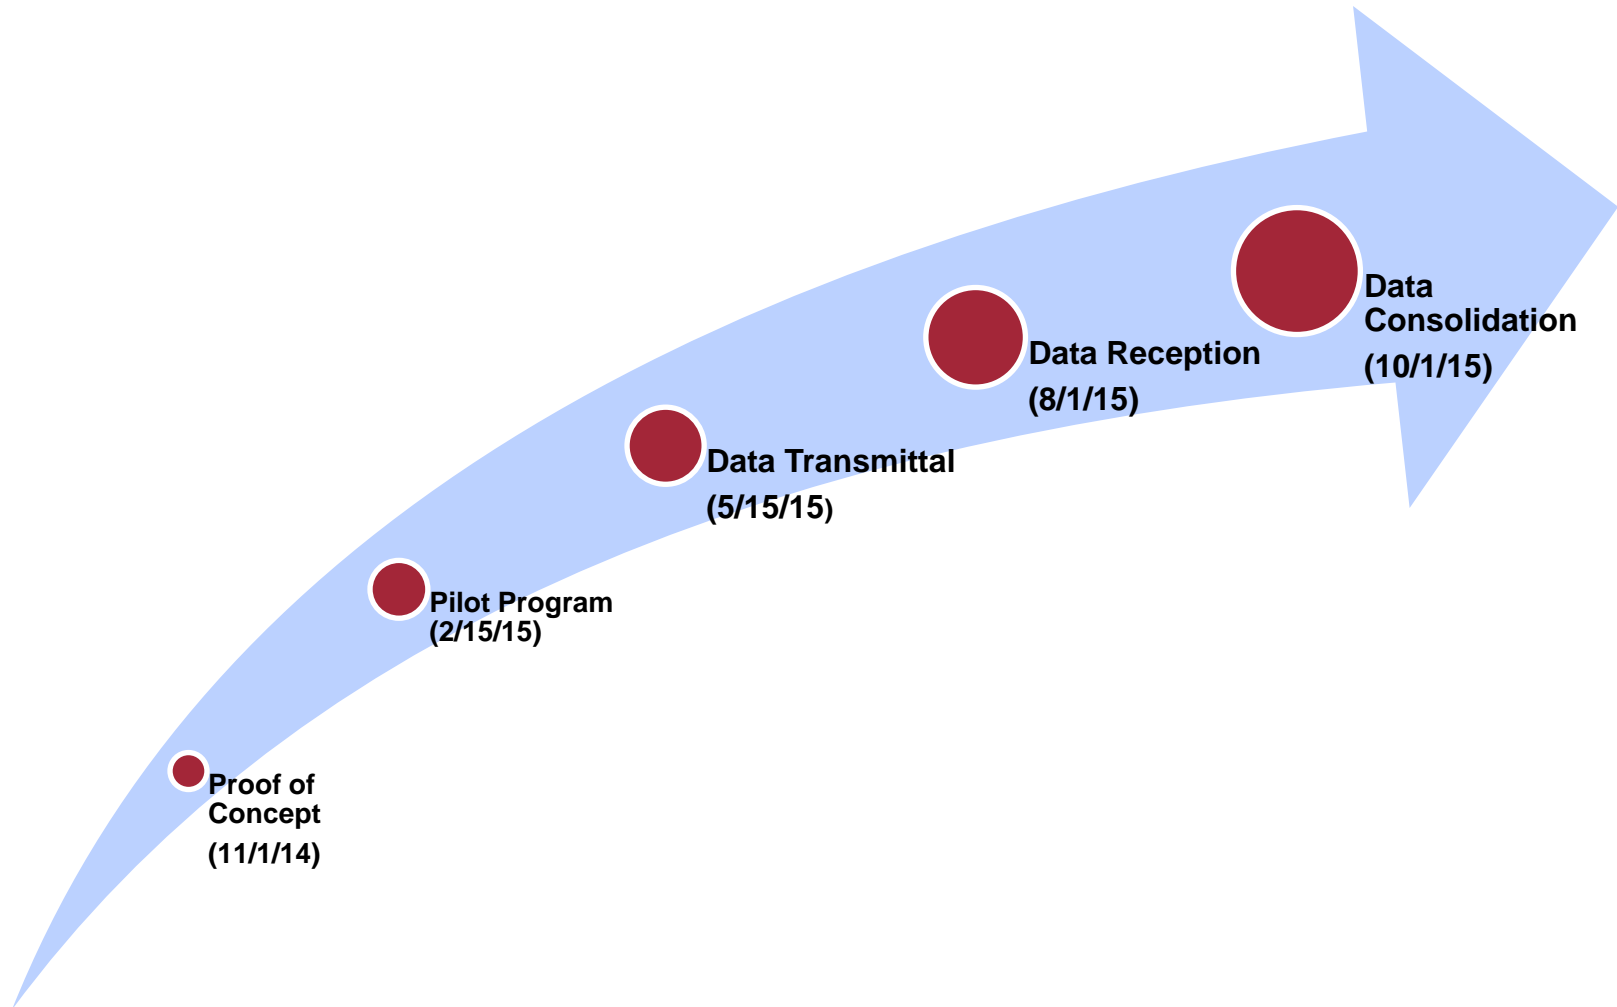 Proof of
Concept
(11/1/14)
Pilot Program
(2/15/15)
Data Transmittal
(5/15/15)
Data Reception
(8/1/15)
Data
Consolidation
(10/1/15)